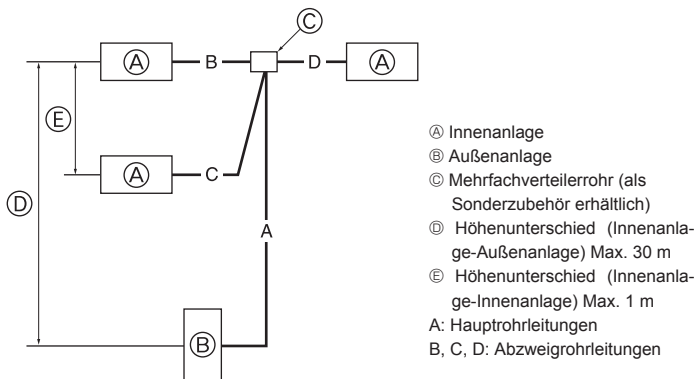 Ⓒ
Ⓐ B D Ⓐ
Ⓔ
Ⓐ C
Ⓓ
A
Ⓑ
Ⓐ Innenanlage
Ⓑ Außenanlage
Ⓒ Mehrfachverteilerrohr (als
Sonderzubehör erhältlich)
Ⓓ Höhenunterschied (Innenanla-
ge-Außenanlage) Max. 30 m
Ⓔ Höhenunterschied (Innenanla-
ge-Innenanlage) Max. 1 m
A: Hauptrohrleitungen
B, C, D: Abzweigrohrleitungen